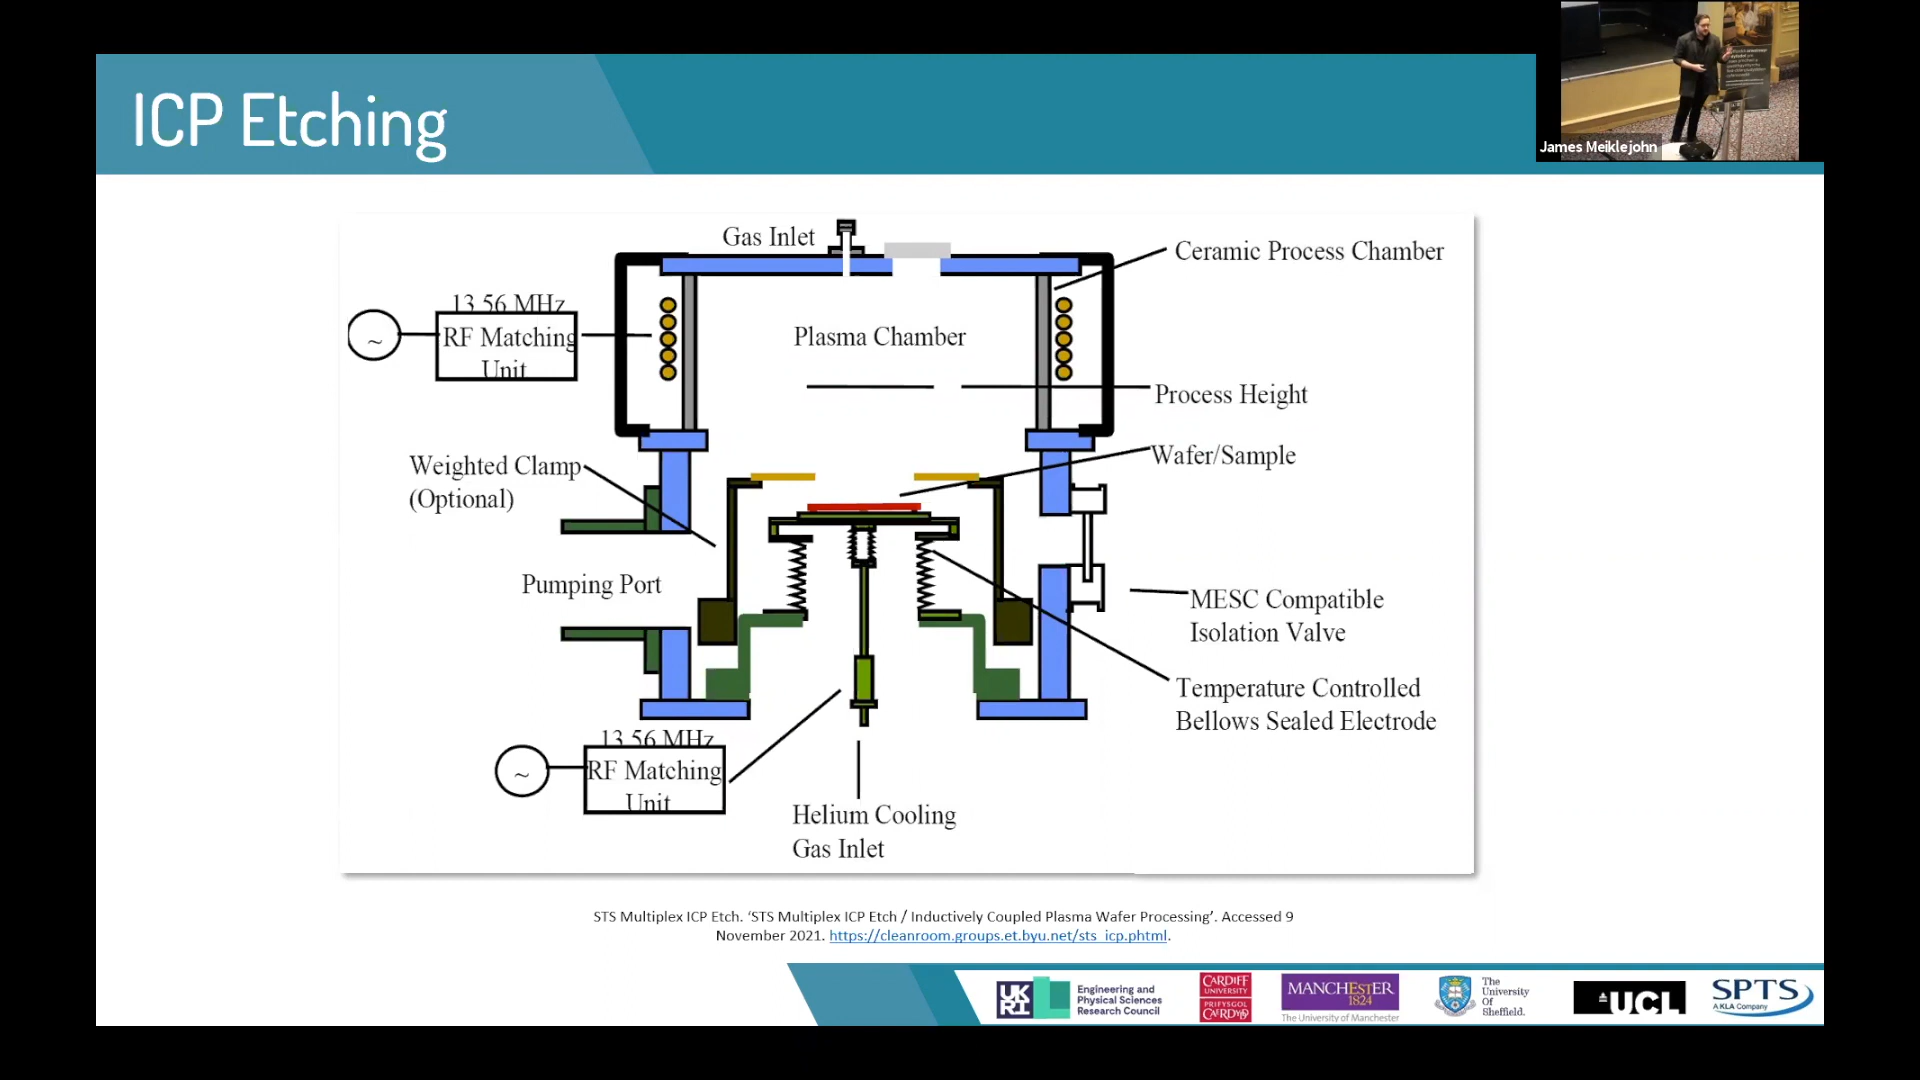 ICP Etching
James Meiklejohn
Gas Inlet
Ceramic Process Chamber
13.56 MHz
RF Matching
Unit
~
Plasma Chamber
Process Height
Weighted Clamp
(Optional)
Wafer/Sample
Pumping Port
MESC Compatible
Isolation Valve
Temperature Controlled
Bellows Sealed Electrode
13.56 MHz
RF Matching
Unit
~
Helium Cooling
Gas Inlet
STS Multiplex ICP Etch. ‘STS Multiplex ICP Etch / Inductively Coupled Plasma Wafer Processing’. Accessed 9
November 2021. https://cleanroom.groups.et.byu.net/sts_icp.phtml.
UK
RI
Engineering and
Physical Sciences
Research Council
CARDIFF
UNIVERSITY
PRIFYSGOL
CAERDYDD
MANCHESTER
1824
The University of Manchester
The
University
Of
Sheffield.
UCL
SPTS
A KLA Company